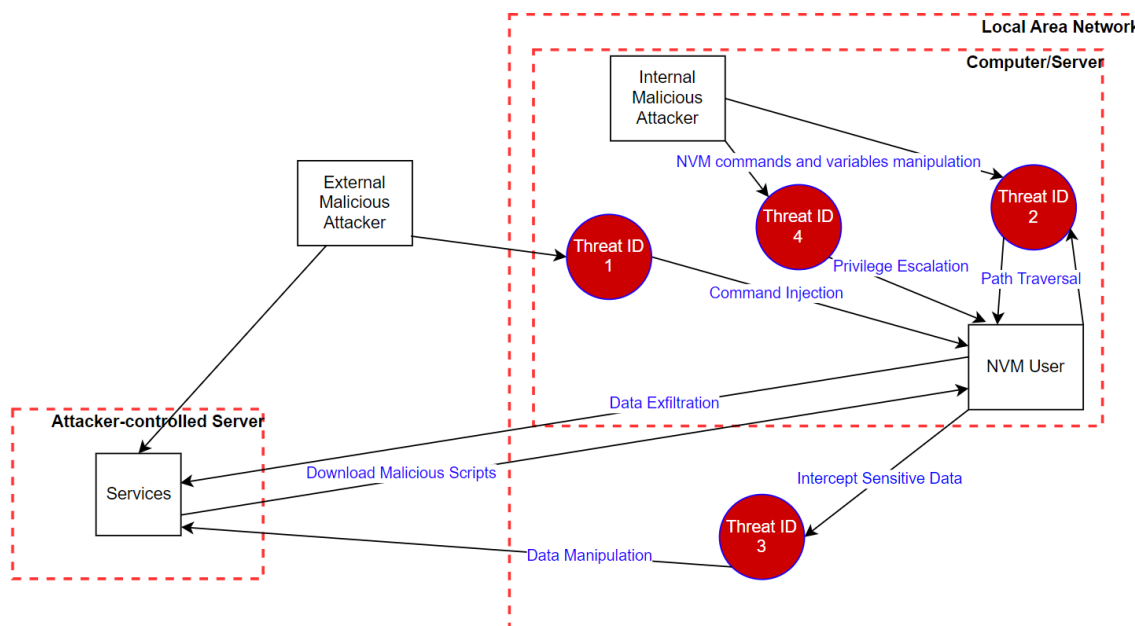 Local Area Network
Computer/Server
Internal
Malicious
Attacker
NVM commands and variables manipulation
External
Malicious
Attacker
Threat ID
1
Threat ID
4
Threat ID
2
Privilege Escalation
Path Traversal
Command Injection
NVM User
Data Exfiltration
Attacker-controlled Server
Download Malicious Scripts
Services
Intercept Sensitive Data
Threat ID
3
Data Manipulation